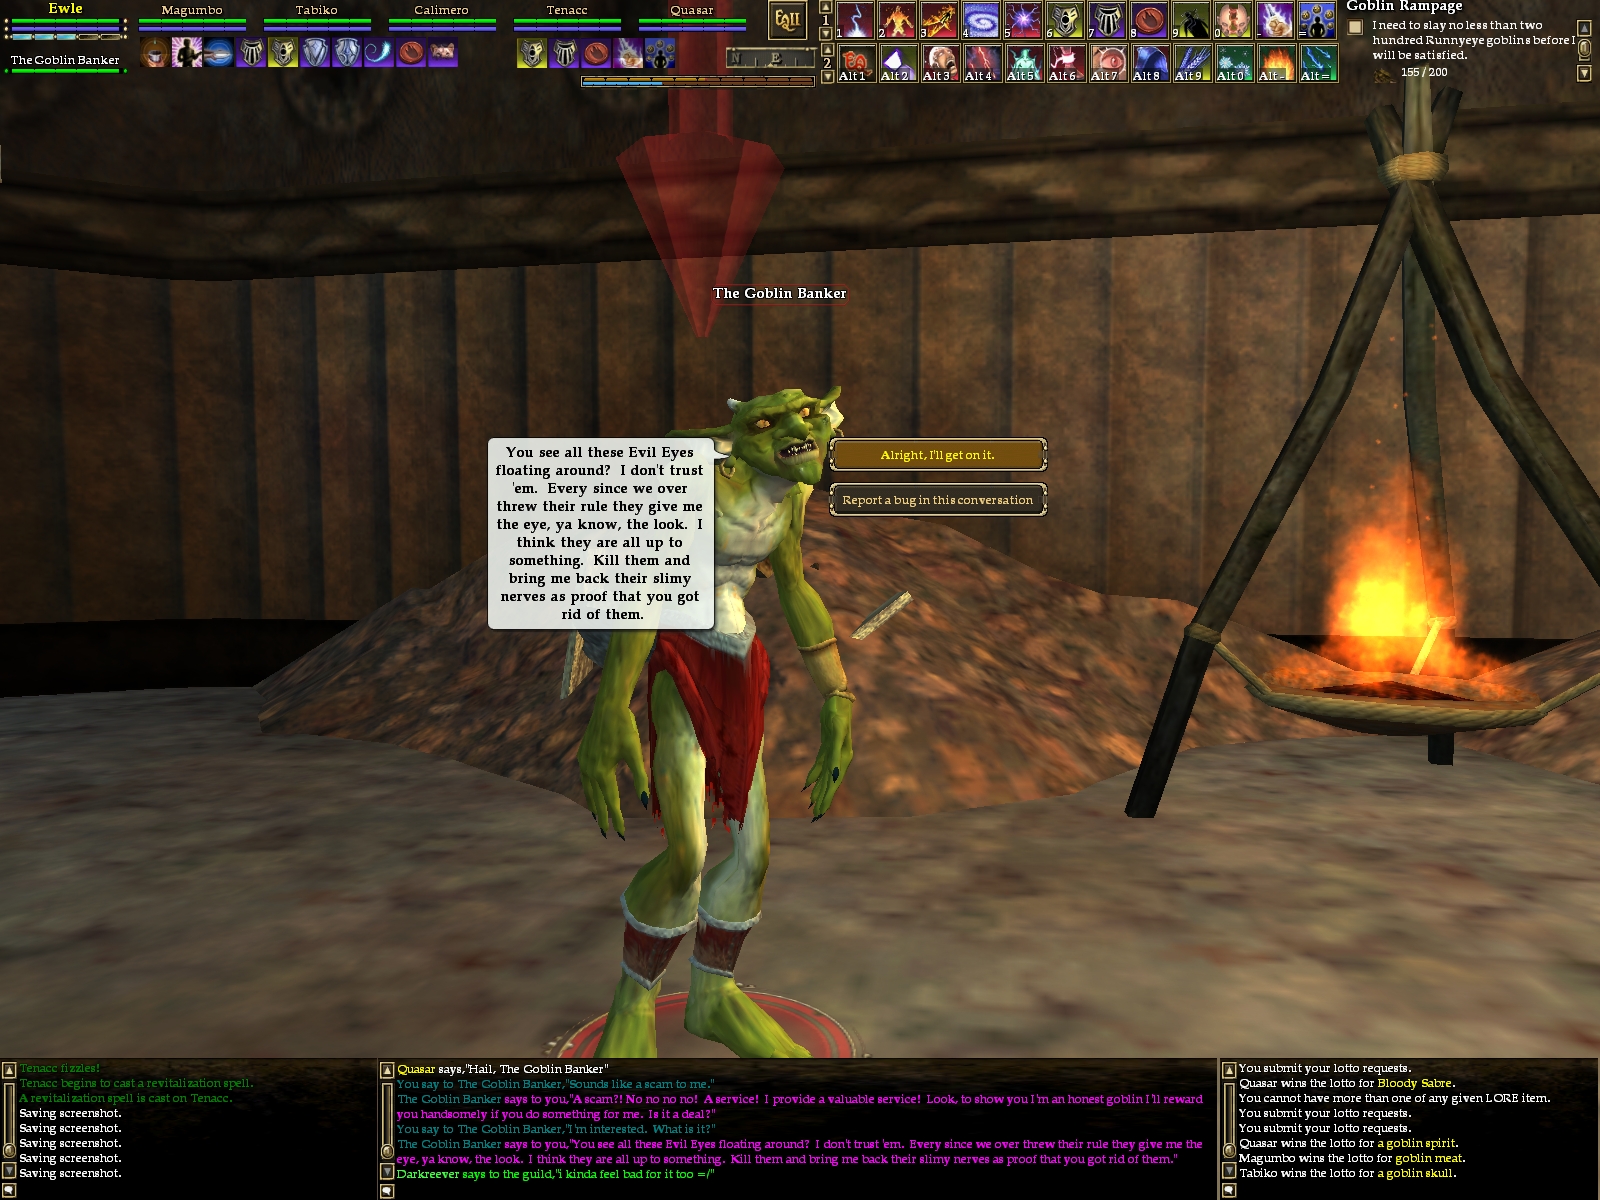 Ewle
Magumbo
Tabiko
Calimero
Tenacc
Quasar
EQII
The Goblin Banker
N E
1
2
1 2 3 4 5 6 7 8 9 0 - =
Alt1 Alt2 Alt3 Alt4 Alt5 Alt6 Alt7 Alt8 Alt9 Alt0 Alt- Alt=
Goblin Rampage
I need to slay no less than two
hundred Runnyeye goblins before I
will be satisfied.
155 / 200
The Goblin Banker
You see all these Evil Eyes
floating around? I don't trust
'em. Every since we over
threw their rule they give me
the eye, ya know, the look. I
think they are all up to
something. Kill them and
bring me back their slimy
nerves as proof that you got
rid of them.
Alright, I'll get on it.
Report a bug in this conversation
Tenacc fizzles!
Tenacc begins to cast a revitalization spell.
A revitalization spell is cast on Tenacc.
Saving screenshot.
Saving screenshot.
Saving screenshot.
Saving screenshot.
Saving screenshot.
Quasar says,"Hail, The Goblin Banker"
You say to The Goblin Banker,"Sounds like a scam to me."
The Goblin Banker says to you,"A scam?! No no no no! A service! I provide a valuable service! Look, to show you I'm an honest goblin I'll reward
you handsomely if you do something for me. Is it a deal?"
You say to The Goblin Banker,"I'm interested. What is it?"
The Goblin Banker says to you,"You see all these Evil Eyes floating around? I don't trust 'em. Every since we over threw their rule they give me the
eye, ya know, the look. I think they are all up to something. Kill them and bring me back their slimy nerves as proof that you got rid of them."
Darkreever says to the guild,"i kinda feel bad for it too =/"
You submit your lotto requests.
Quasar wins the lotto for Bloody Sabre.
You cannot have more than one of any given LORE item.
You submit your lotto requests.
You submit your lotto requests.
Quasar wins the lotto for a goblin spirit.
Magumbo wins the lotto for goblin meat.
Tabiko wins the lotto for a goblin skull.